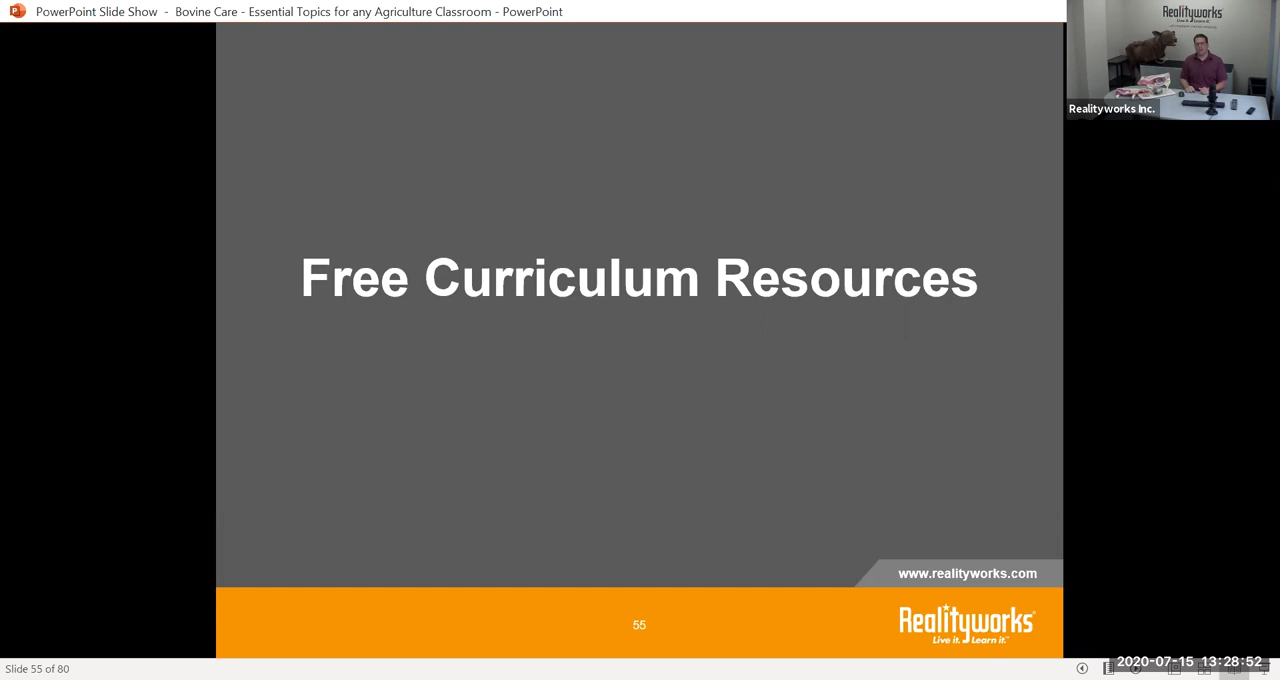 PowerPoint Slide Show - Bovine Care - Essential Topics for any Agriculture Classroom - PowerPoint
Realityworks
Realityworks Inc.
Free Curriculum Resources
www.realityworks.com
55
Realityworks®
Live it. Learn it.™
Slide 55 of 80
2020-07-15 13:28:52